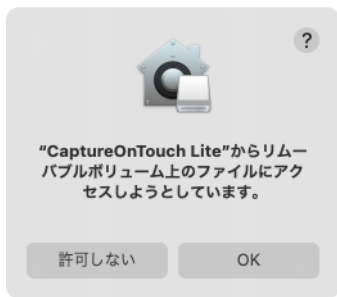 ?
“CaptureOnTouch Lite”からリムー
バブルボリューム上のファイルにアク
セスしようとしています。
許可しない
OK